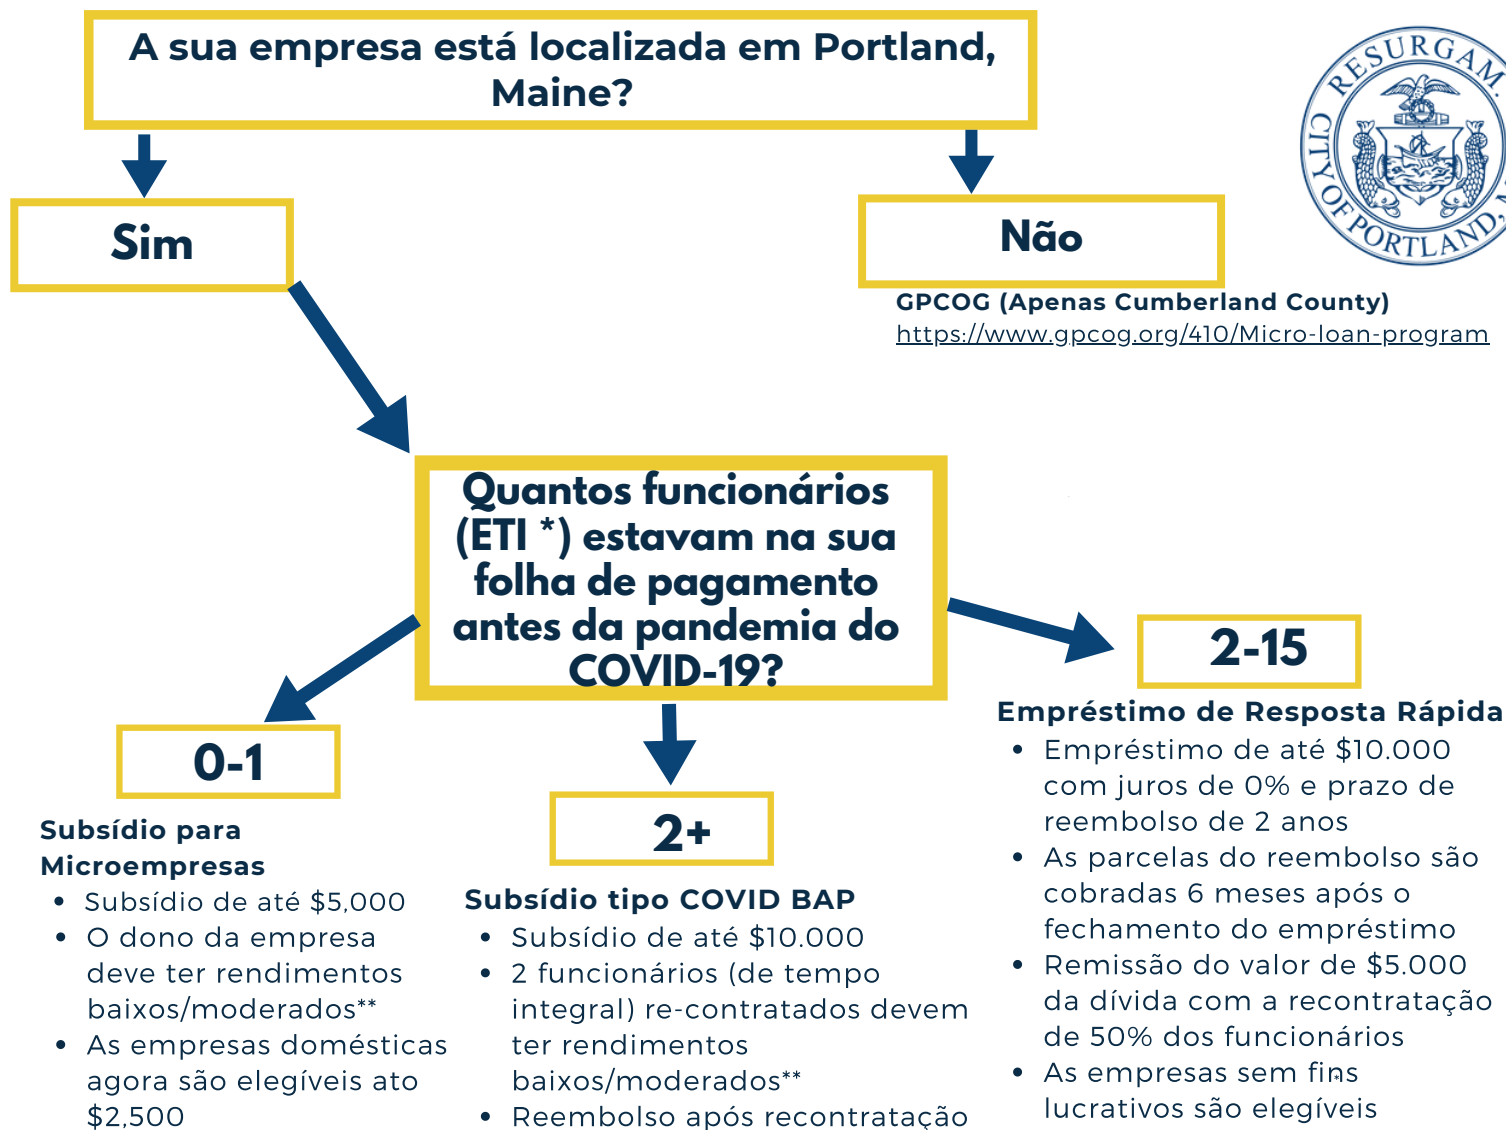 A sua empresa está localizada em Portland,
Maine?
RESURGAM.
CITY OF PORTLAND,
Sim
Não
GPCOG (Apenas Cumberland County)
https://www.gpcog.org/410/Micro-loan-program
Quantos funcionários
(ETI *) estavam na sua
folha de pagamento
antes da pandemia do
COVID-19?
0-1
Subsídio para
Microempresas
• Subsídio de até $5,000
• O dono da empresa
deve ter rendimentos
baixos/moderados**
• As empresas domésticas
agora são elegíveis ato
$2,500
2+
Subsídio tipo COVID BAP
• Subsídio de até $10.000
• 2 funcionários (de tempo
integral) re-contratados devem
ter rendimentos
baixos/moderados**
• Reembolso após recontratação
2-15
Empréstimo de Resposta Rápida
• Empréstimo de até $10.000
com juros de 0% e prazo de
reembolso de 2 anos
• As parcelas do reembolso são
cobradas 6 meses após o
fechamento do empréstimo
• Remissão do valor de $5.000
da dívida com a recontratação
de 50% dos funcionários
• As empresas sem fins
lucrativos são elegíveis